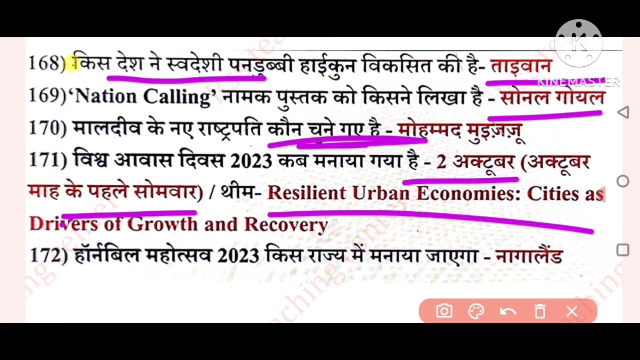 KINEMASTER
168) किस देश ने स्वदेशी पनडुब्बी हाईकुन विकसित की है- ताइवान
169) ‘Nation Calling’ नामक पुस्तक को किसने लिखा है - सोनल गोयल
170) मालदीव के नए राष्ट्रपति कौन चुने गए है - मोहम्मद मुइज़्ज़ू
171) विश्व आवास दिवस 2023 कब मनाया गया है - 2 अक्टूबर (अक्टूबर
माह के पहले सोमवार) / थीम- Resilient Urban Economies: Cities as
Drivers of Growth and Recovery
172) हॉर्नबिल महोत्सव 2023 किस राज्य में मनाया जाएगा - नागालैंड